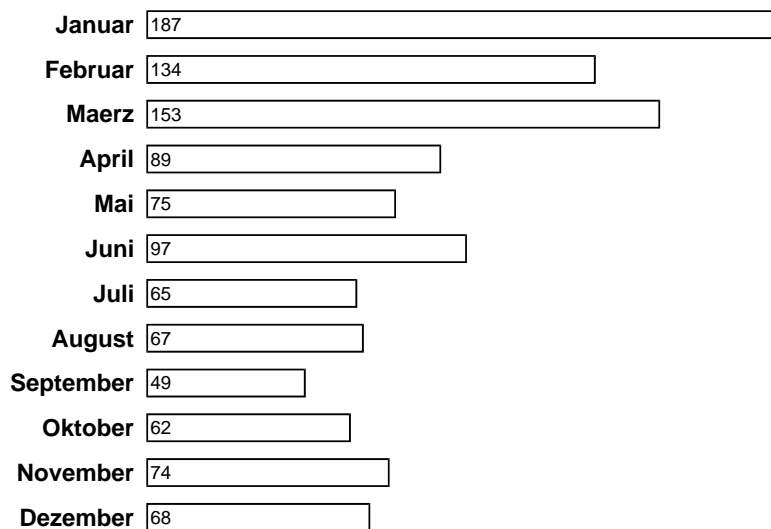 Januar 187
Februar 134
Maerz 153
April 89
Mai 75
Juni 97
Juli 65
August 67
September 49
Oktober 62
November 74
Dezember 68